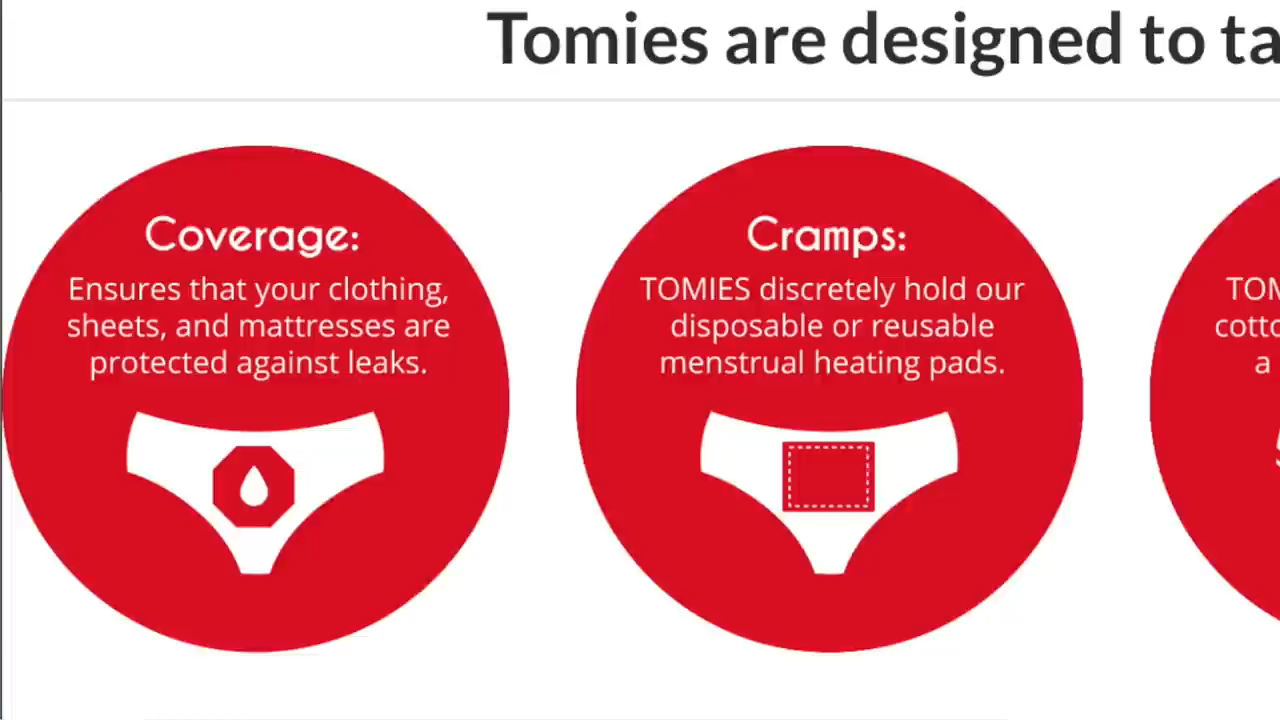 Tomies are designed to ta
Coverage:
Ensures that your clothing,
sheets, and mattresses are
protected against leaks.
Cramps:
TOMIES discretely hold our
disposable or reusable
menstrual heating pads.
TOM
cotto
a